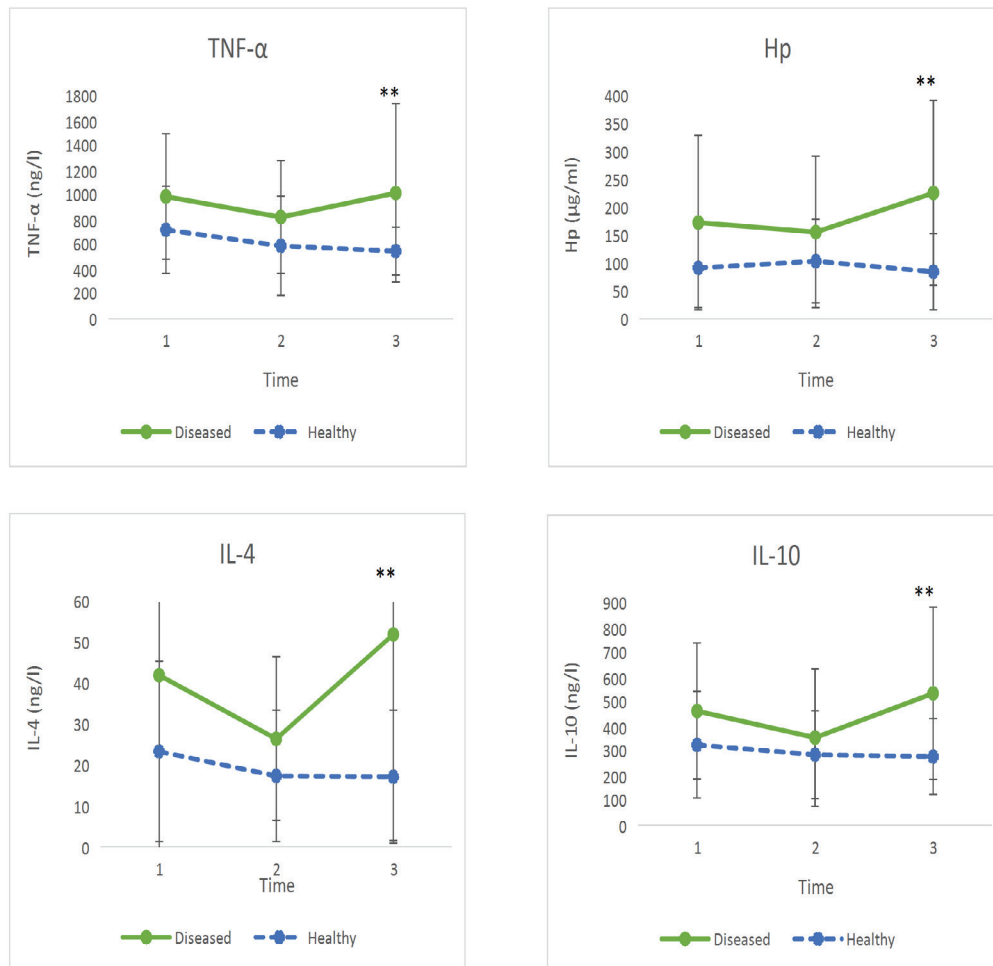 TNF-α
**
TNF-α (ng/l)
1800
1600
1400
1200
1000
800
600
400
200
0
1 2 3
Time
Diseased Healthy
Hp
**
Hp (μg/ml)
400
350
300
250
200
150
100
50
0
1 2 3
Time
Diseased Healthy
IL-4
**
IL-4 (ng/l)
60
50
40
30
20
10
0
1 2 3
Time
Diseased Healthy
IL-10
**
IL-10 (ng/l)
900
800
700
600
500
400
300
200
100
0
1 2 3
Time
Diseased Healthy